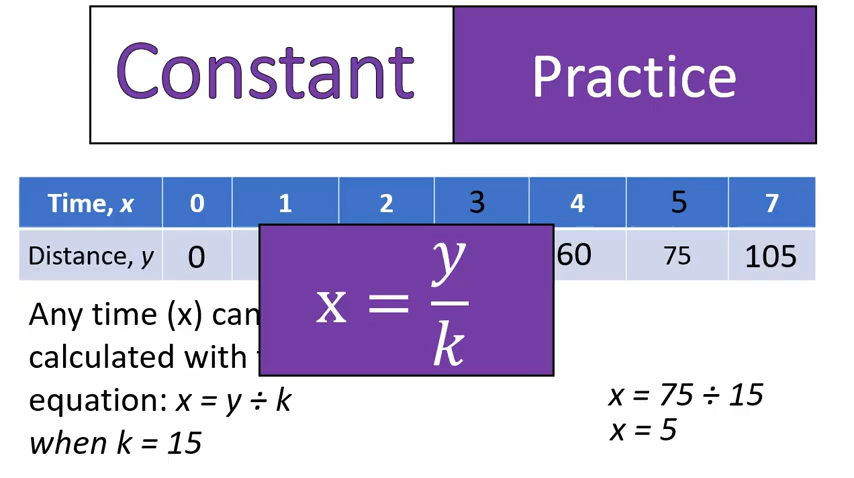 Constant Practice
Time, x 0 1 2 3 4 5 7
Distance, y 0 60 75 105
x = y/k
Any time (x) can
calculated with
equation: x = y ÷ k
when k = 15
x = 75 ÷ 15
x = 5